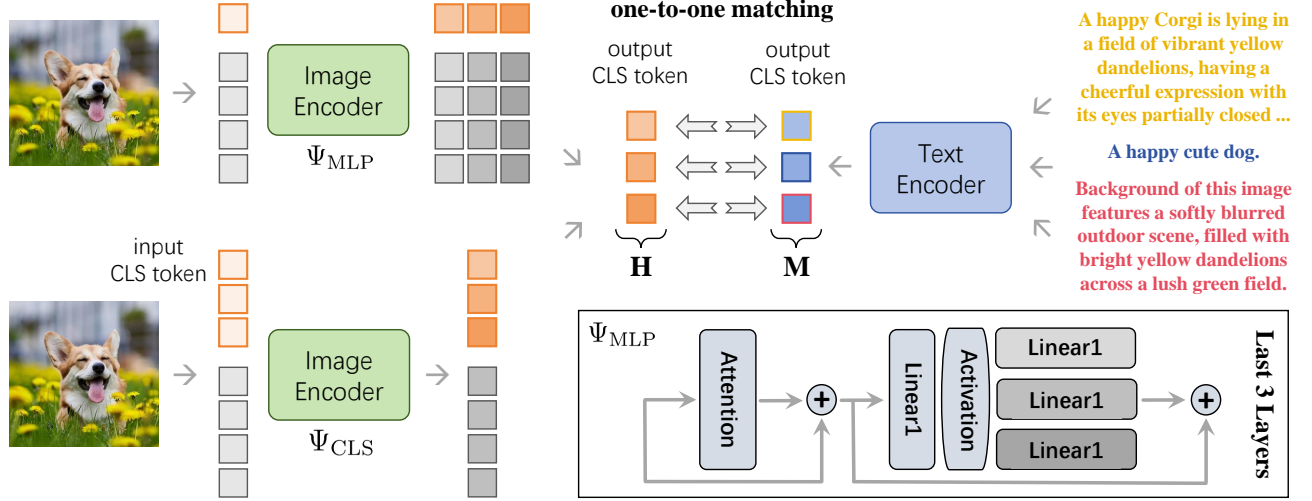 one-to-one matching
output
CLS token
output
CLS token
Image
Encoder
Ψ_MLP
H
M
Text
Encoder
A happy Corgi is lying in
a field of vibrant yellow
dandelions, having a
cheerful expression with
its eyes partially closed ...
A happy cute dog.
Background of this image
features a softly blurred
outdoor scene, filled with
bright yellow dandelions
across a lush green field.
input
CLS token
Image
Encoder
Ψ_CLS
Ψ_MLP
Attention
+
Linear1
Activation
Linear1
Linear1
Linear1
+
Last 3 Layers